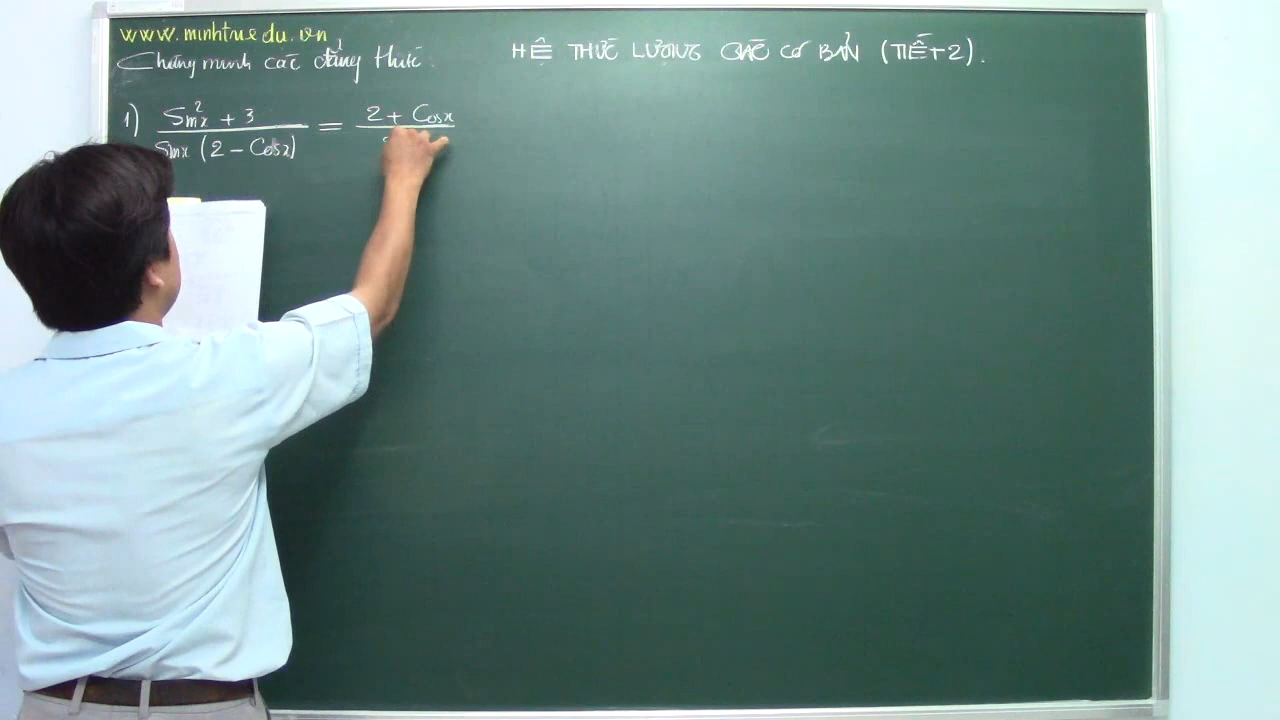 www.minhtue edu.vn
Chứng minh các đẳng thức.
HỆ THỨC LƯỢNG GIÁC CƠ BẢN (TIẾT 2).
1) Sin²x + 3 = 2 + Cosx
Sinx (2 - Cosx)